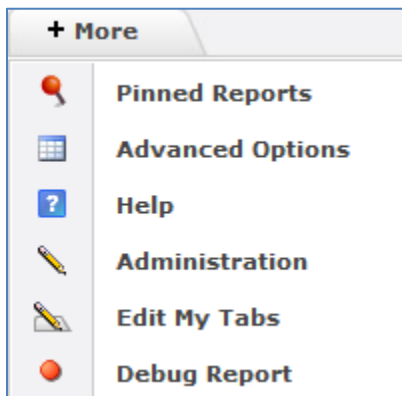 + More
Pinned Reports
Advanced Options
? Help
Administration
Edit My Tabs
Debug Report